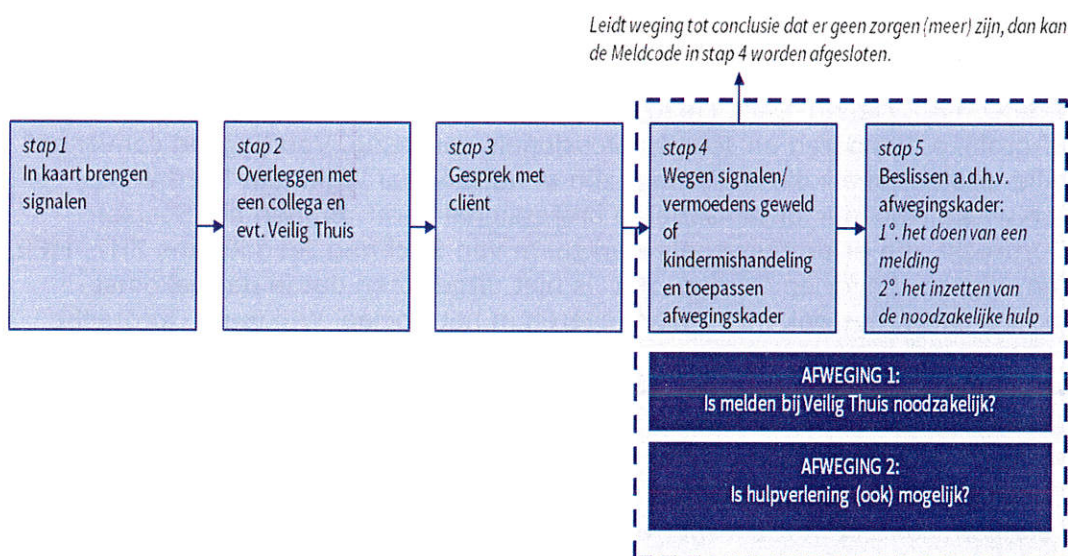 Leidt weging tot conclusie dat er geen zorgen (meer) zijn, dan kan
de Meldcode in stap 4 worden afgesloten.
stap 1
In kaart brengen
signalen
stap 2
Overleggen met
een collega en
evt. Veilig Thuis
stap 3
Gesprek met
cliënt
stap 4
Wegen signalen/
vermoedens geweld
of
kindermishandeling
en toepassen
afwegingskader
stap 5
Beslissen a.d.h.v.
afwegingskader:
1°. het doen van een
melding
2°. het inzetten van
de noodzakelijke hulp
AFWEGING 1:
Is melden bij Veilig Thuis noodzakelijk?
AFWEGING 2:
Is hulpverlening (ook) mogelijk?